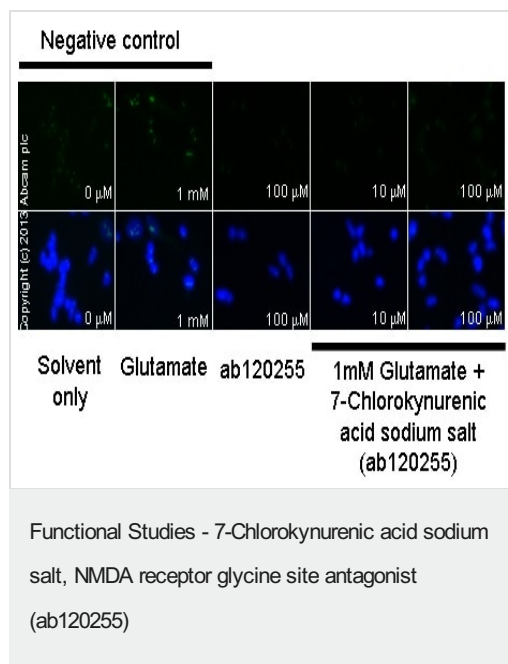 Negative control
Copyright (c) 2013 Abcam plc
0 µM
1 mM
100 µM
10 µM
100 µM
0 µM
1 mM
100 µM
10 µM
100 µM
Solvent only
Glutamate
ab120255
1mM Glutamate +
7-Chlorokynurenic
acid sodium salt
(ab120255)
Functional Studies - 7-Chlorokynurenic acid sodium
salt, NMDA receptor glycine site antagonist
(ab120255)